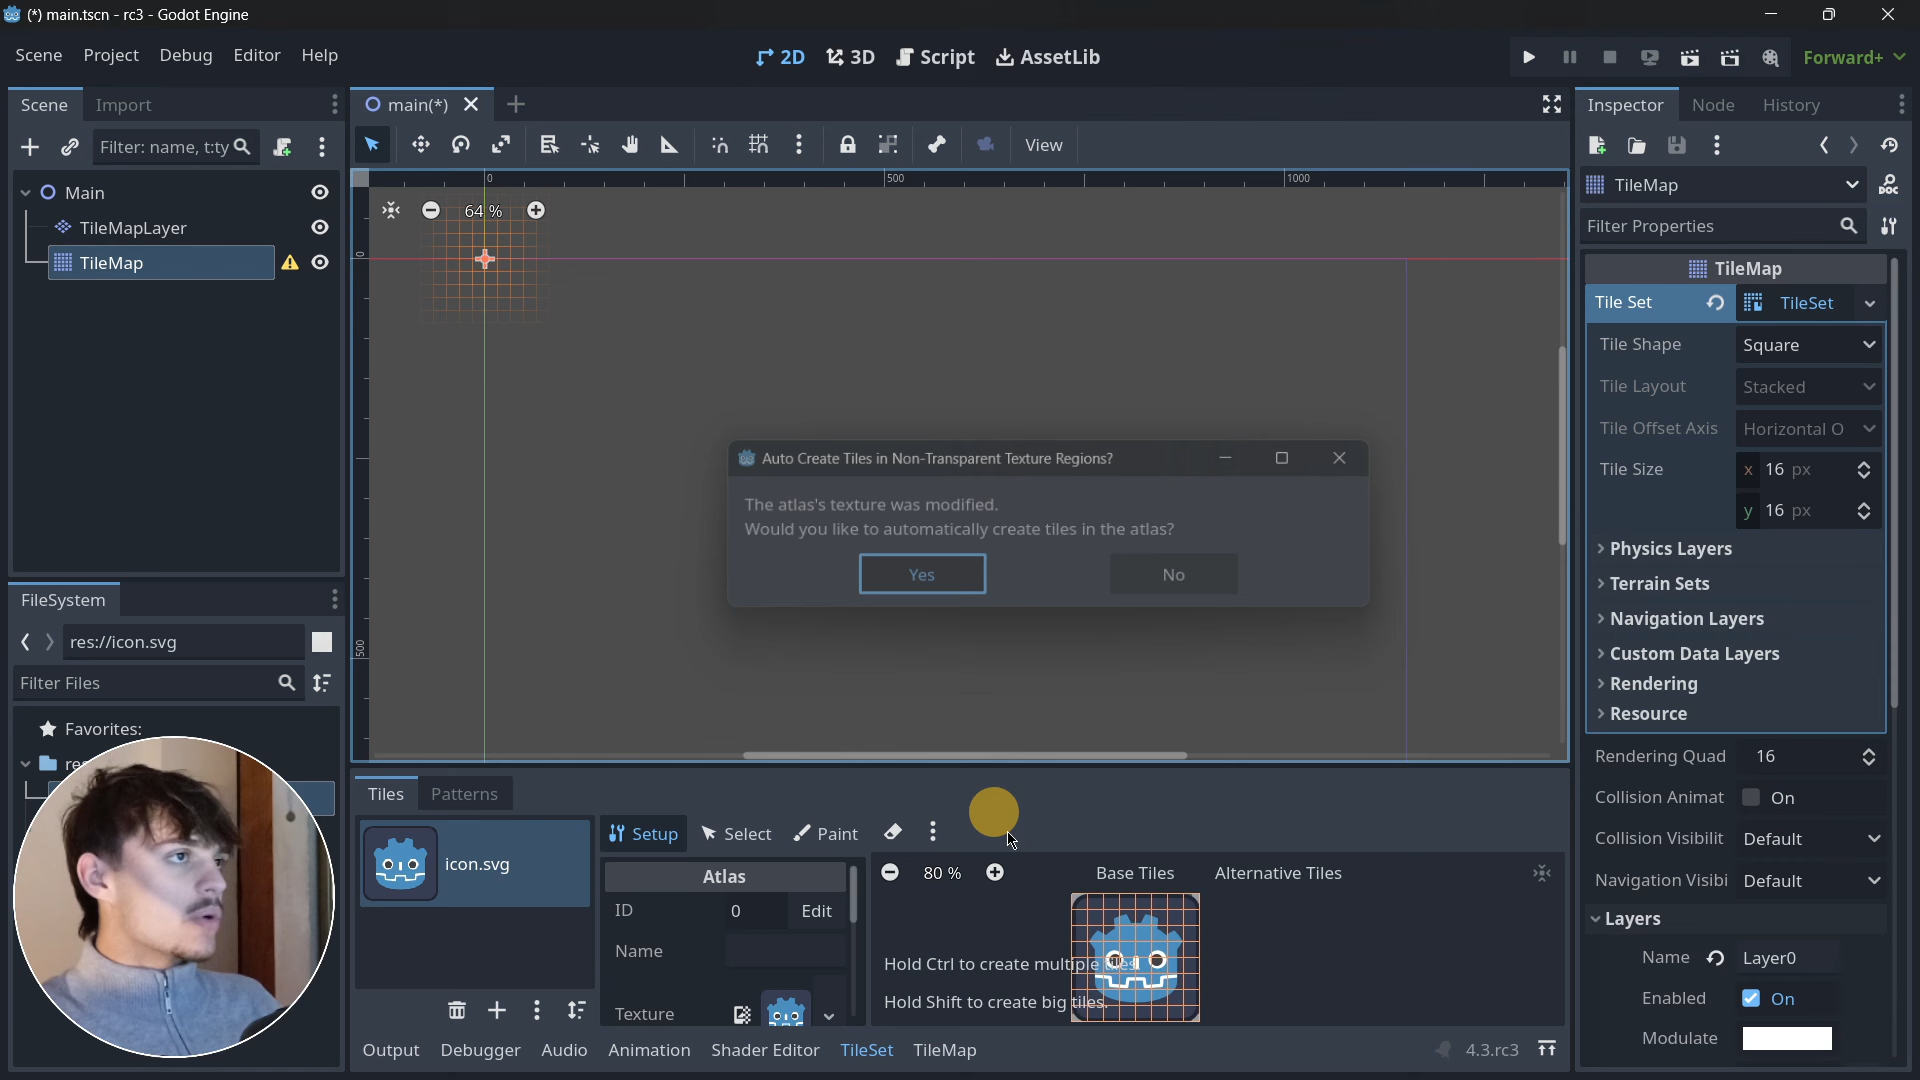 (*) main.tscn - rc3 - Godot Engine
Scene Project Debug Editor Help
2D 3D Script AssetLib
Forward+
Scene Import
main(*)
Inspector Node History
Filter: name, t:ty
View
Main
TileMapLayer
TileMap
0 500 1000
64 %
0
500
TileMap
Filter Properties
TileMap
Tile Set TileSet
Tile Shape Square
Tile Layout Stacked
Tile Offset Axis Horizontal O
Tile Size x 16 px
y 16 px
Physics Layers
Terrain Sets
Navigation Layers
Custom Data Layers
Rendering
Resource
Rendering Quad 16
Collision Animat On
Collision Visibilit Default
Navigation Visibi Default
Layers
Name Layer0
Enabled On
Modulate
Auto Create Tiles in Non-Transparent Texture Regions?
The atlas's texture was modified.
Would you like to automatically create tiles in the atlas?
Yes No
FileSystem
res://icon.svg
Filter Files
Favorites:
res
Tiles Patterns
icon.svg
Setup Select Paint
Atlas
ID 0 Edit
Name
Texture
80 %
Base Tiles Alternative Tiles
Hold Ctrl to create multiple tiles.
Hold Shift to create big tiles.
Output Debugger Audio Animation Shader Editor TileSet TileMap
4.3.rc3